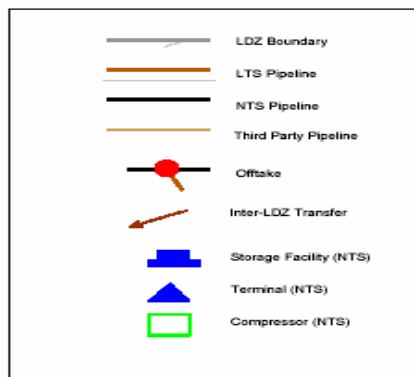 LDZ Boundary
LTS Pipeline
NTS Pipeline
Third Party Pipeline
Offtake
Inter-LDZ Transfer
Storage Facility (NTS)
Terminal (NTS)
Compressor (NTS)